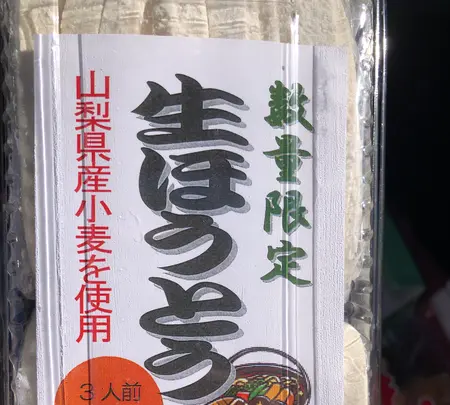 数量限定
生ほうとう
山梨県産小麦を使用
3人前